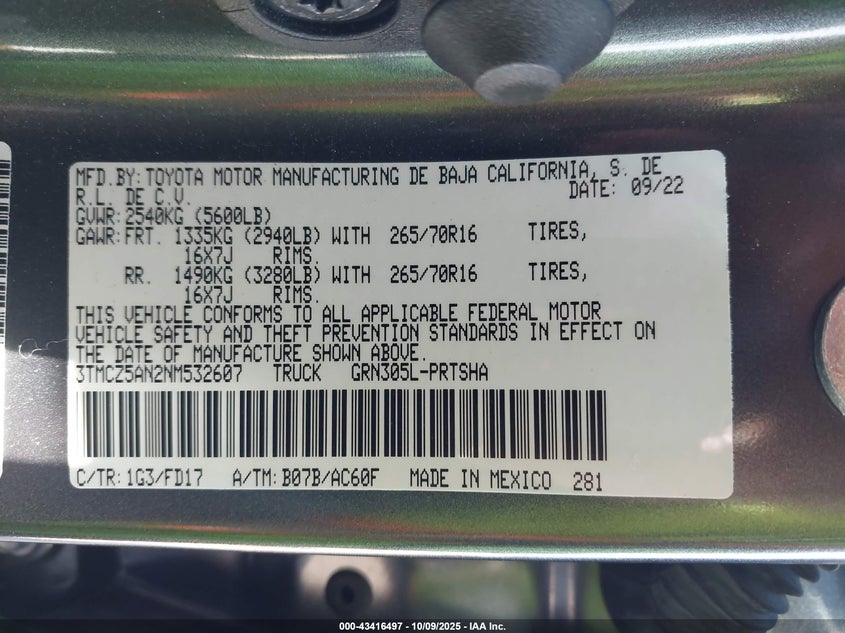 MFD.BY:TOYOTA MOTOR MANUFACTURING DE BAJA CALIFORNIA, S. DE
R.L. DE C.V. DATE: 09/22
GVWR:2540KG (5600LB)
GAWR:FRT. 1335KG (2940LB) WITH 265/70R16 TIRES,
16X7J RIMS.
RR. 1490KG (3280LB) WITH 265/70R16 TIRES,
16X7J RIMS.
THIS VEHICLE CONFORMS TO ALL APPLICABLE FEDERAL MOTOR
VEHICLE SAFETY AND THEFT PREVENTION STANDARDS IN EFFECT ON
THE DATE OF MANUFACTURE SHOWN ABOVE.
3TMCZ5AN2NM532607 TRUCK GRN305L-PRTSHA
C/TR:1G3/FD17 A/TM:B07B/AC60F MADE IN MEXICO 281
000-43416497 - 10/09/2025 - IAA Inc.